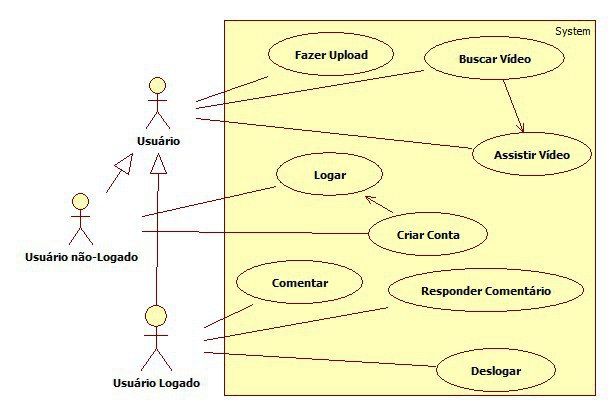 System
Fazer Upload
Buscar Vídeo
Usuário
Assistir Vídeo
Logar
Criar Conta
Usuário não-Logado
Comentar
Responder Comentário
Deslogar
Usuário Logado